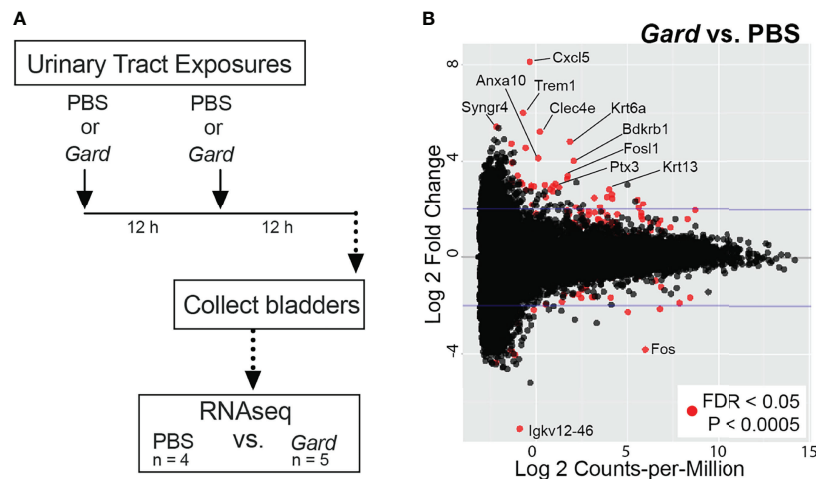 A
Urinary Tract Exposures
PBS PBS
or or
Gard Gard
12 h 12 h
Collect bladders
RNAseq
PBS vs. Gard
n = 4 n = 5
B
Gard vs. PBS
Log 2 Fold Change
8
4
0
-4
Cxcl5
Anxa10
Trem1
Syngr4
Clec4e
Krt6a
Bdkrb1
Fosl1
Ptx3
Krt13
Fos
Igkv12-46
FDR < 0.05
P < 0.0005
0 5 10 15
Log 2 Counts-per-Million